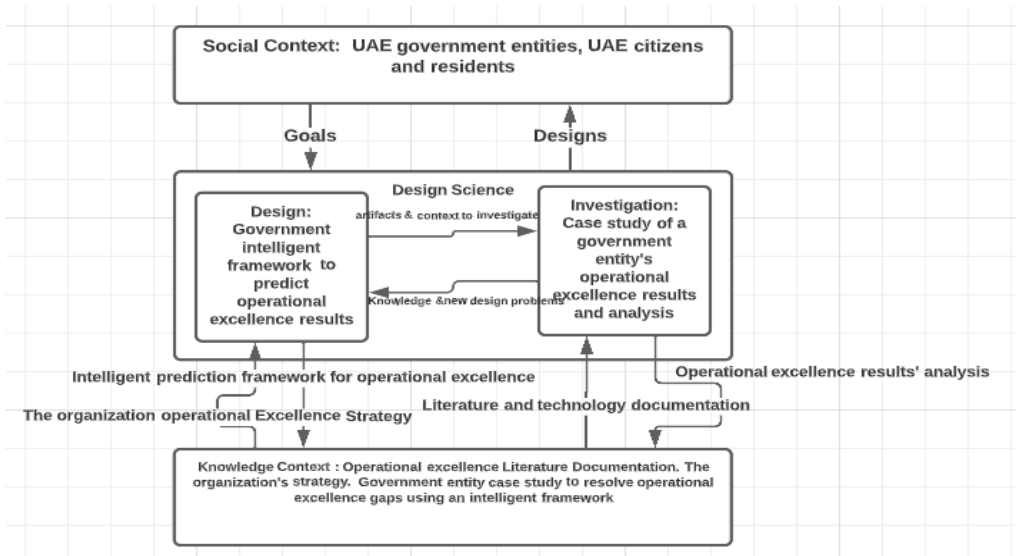 Social Context: UAE government entities, UAE citizens
and residents
Goals
Designs
Design Science
Design:
Government
intelligent
framework to
predict
operational
excellence results
artifacts & context to investigate
Knowledge &new design problems
Investigation:
Case study of a
government
entity's
operational
excellence results
and analysis
Intelligent prediction framework for operational excellence
Operational excellence results' analysis
The organization operational Excellence Strategy
Literature and technology documentation
Knowledge Context : Operational excellence Literature Documentation. The
organization's strategy. Government entity case study to resolve operational
excellence gaps using an intelligent framework